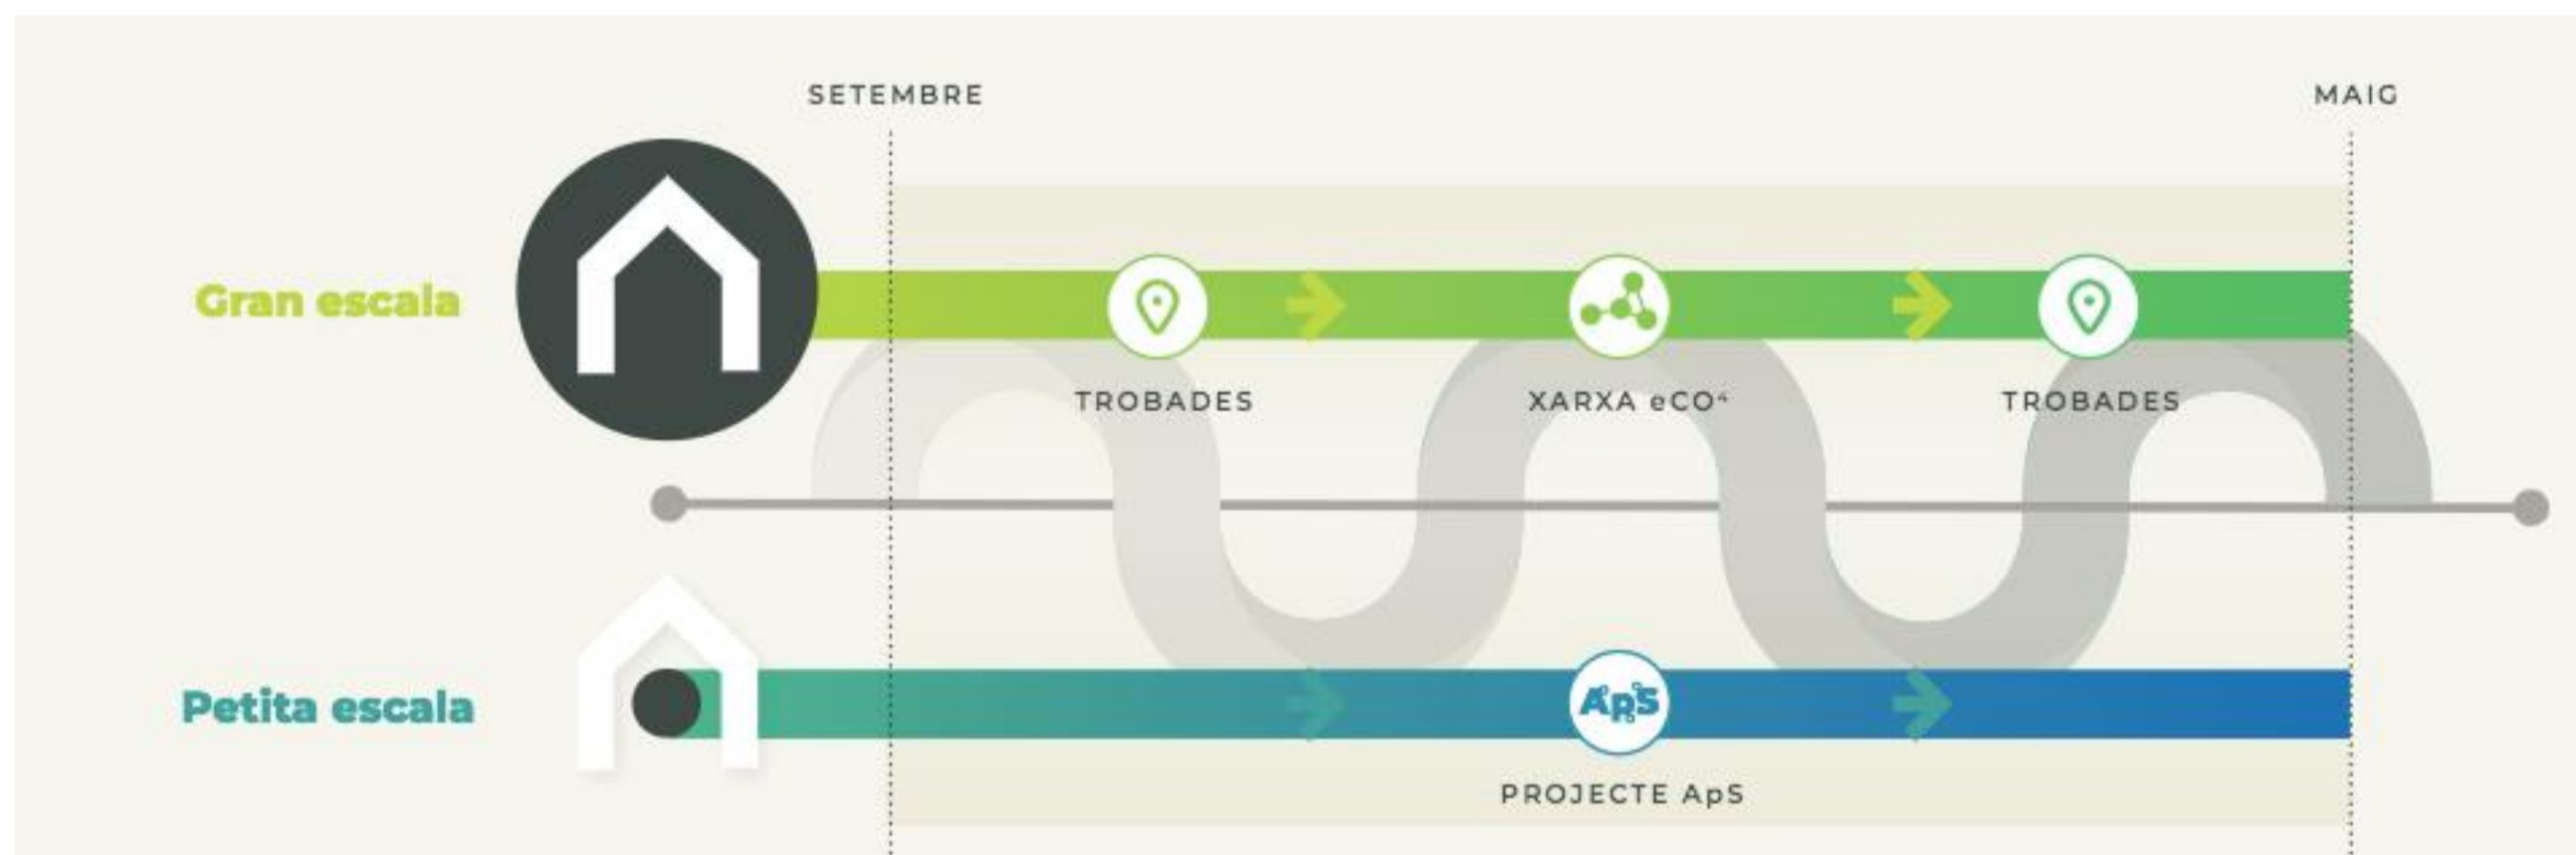 SETEMBRE
MAIG
Gran escala
TROBADES
XARXA eCO⁴
TROBADES
Petita escala
ApS
PROJECTE ApS